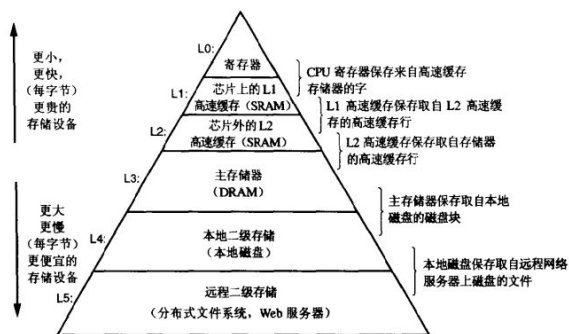 更小,
更快,
(每字节)
更贵的
存储设备
更大
更慢
(每字节)
更便宜的
存储设备
L0:
寄存器
L1:
芯片上的 L1
高速缓存 (SRAM)
L2:
芯片外的 L2
高速缓存 (SRAM)
L3:
主存储器
(DRAM)
L4:
本地二级存储
(本地磁盘)
L5:
远程二级存储
(分布式文件系统, Web 服务器)
CPU 寄存器保存来自高速缓存
存储器的字
L1 高速缓存保存取自 L2 高速缓
存的高速缓存行
L2 高速缓存保存取自存储器
的高速缓存行
主存储器保存取自本地
磁盘的磁盘块
本地磁盘保存取自远程网络
服务器上磁盘的文件